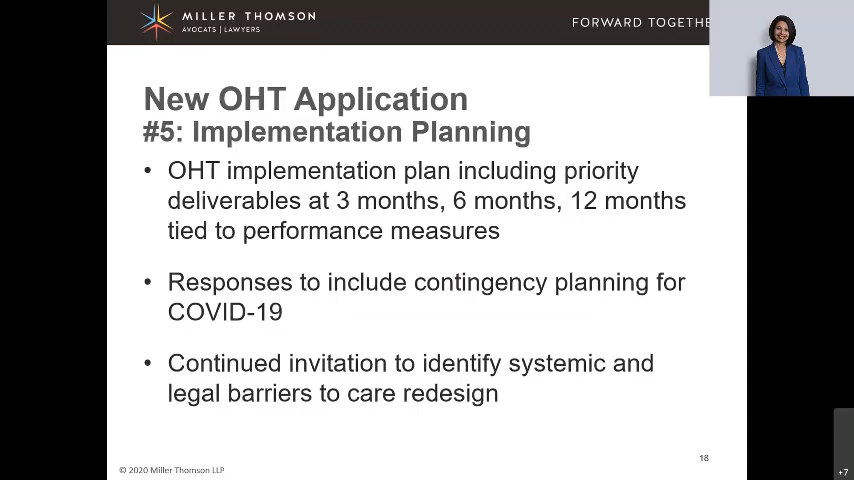 MILLER THOMSON
AVOCATS | LAWYERS
FORWARD TOGETHE
New OHT Application
#5: Implementation Planning
• OHT implementation plan including priority
deliverables at 3 months, 6 months, 12 months
tied to performance measures
• Responses to include contingency planning for
COVID-19
• Continued invitation to identify systemic and
legal barriers to care redesign
18
© 2020 Miller Thomson LLP
+7